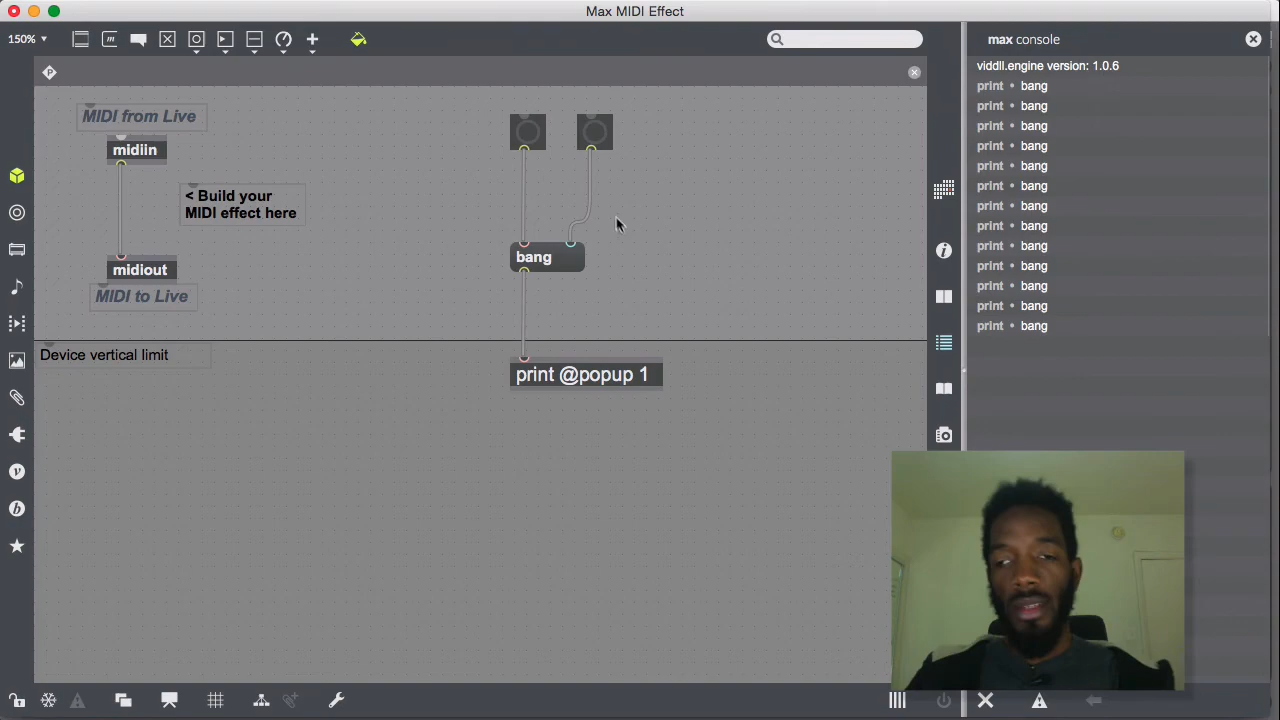 Max MIDI Effect
150%
max console
MIDI from Live
midiin
< Build your
MIDI effect here
midiout
MIDI to Live
Device vertical limit
bang
print @popup 1
viddll.engine version: 1.0.6
print • bang
print • bang
print • bang
print • bang
print • bang
print • bang
print • bang
print • bang
print • bang
print • bang
print • bang
print • bang
print • bang